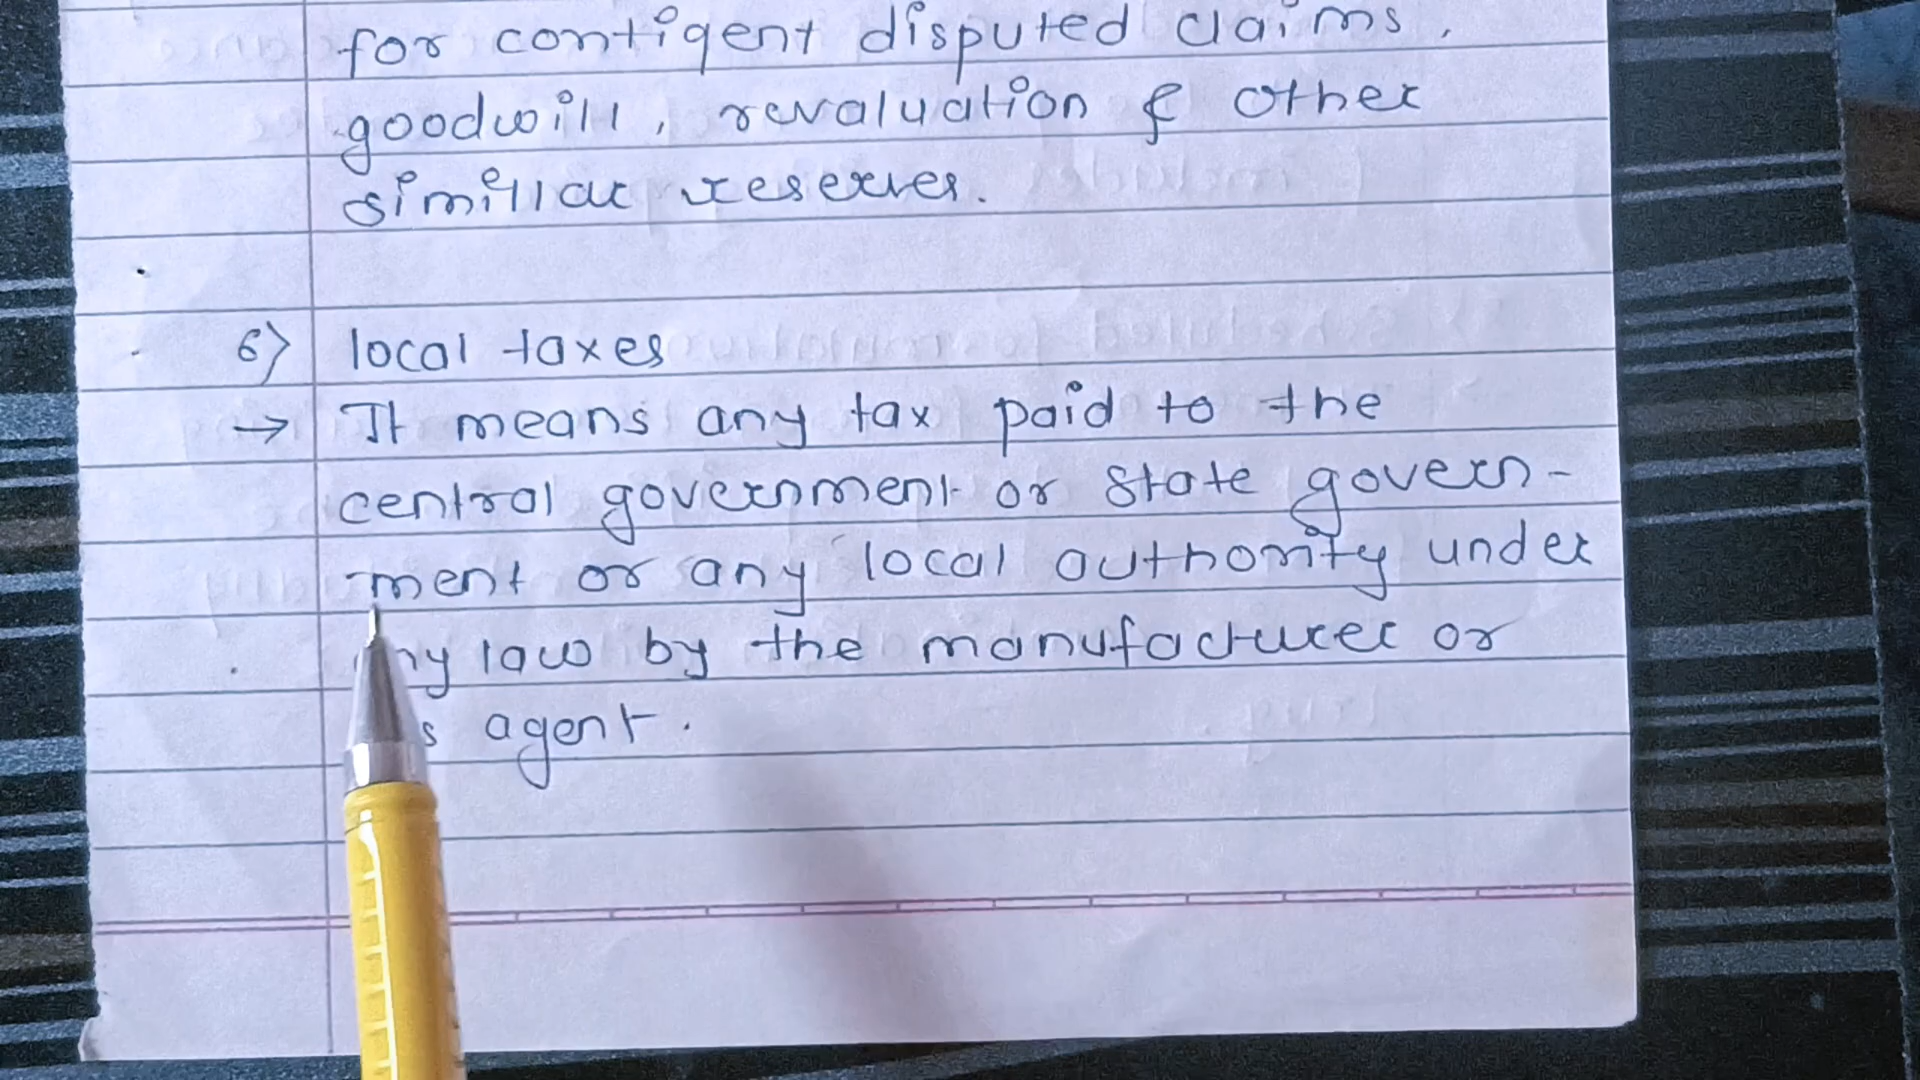 for contigent disputed claims,
goodwill, revaluation & other
simillar reserves.
6) local taxes
→ It means any tax paid to the
central government or state govern-
-ment or any local authority under
law by the manufacturer or
agent.